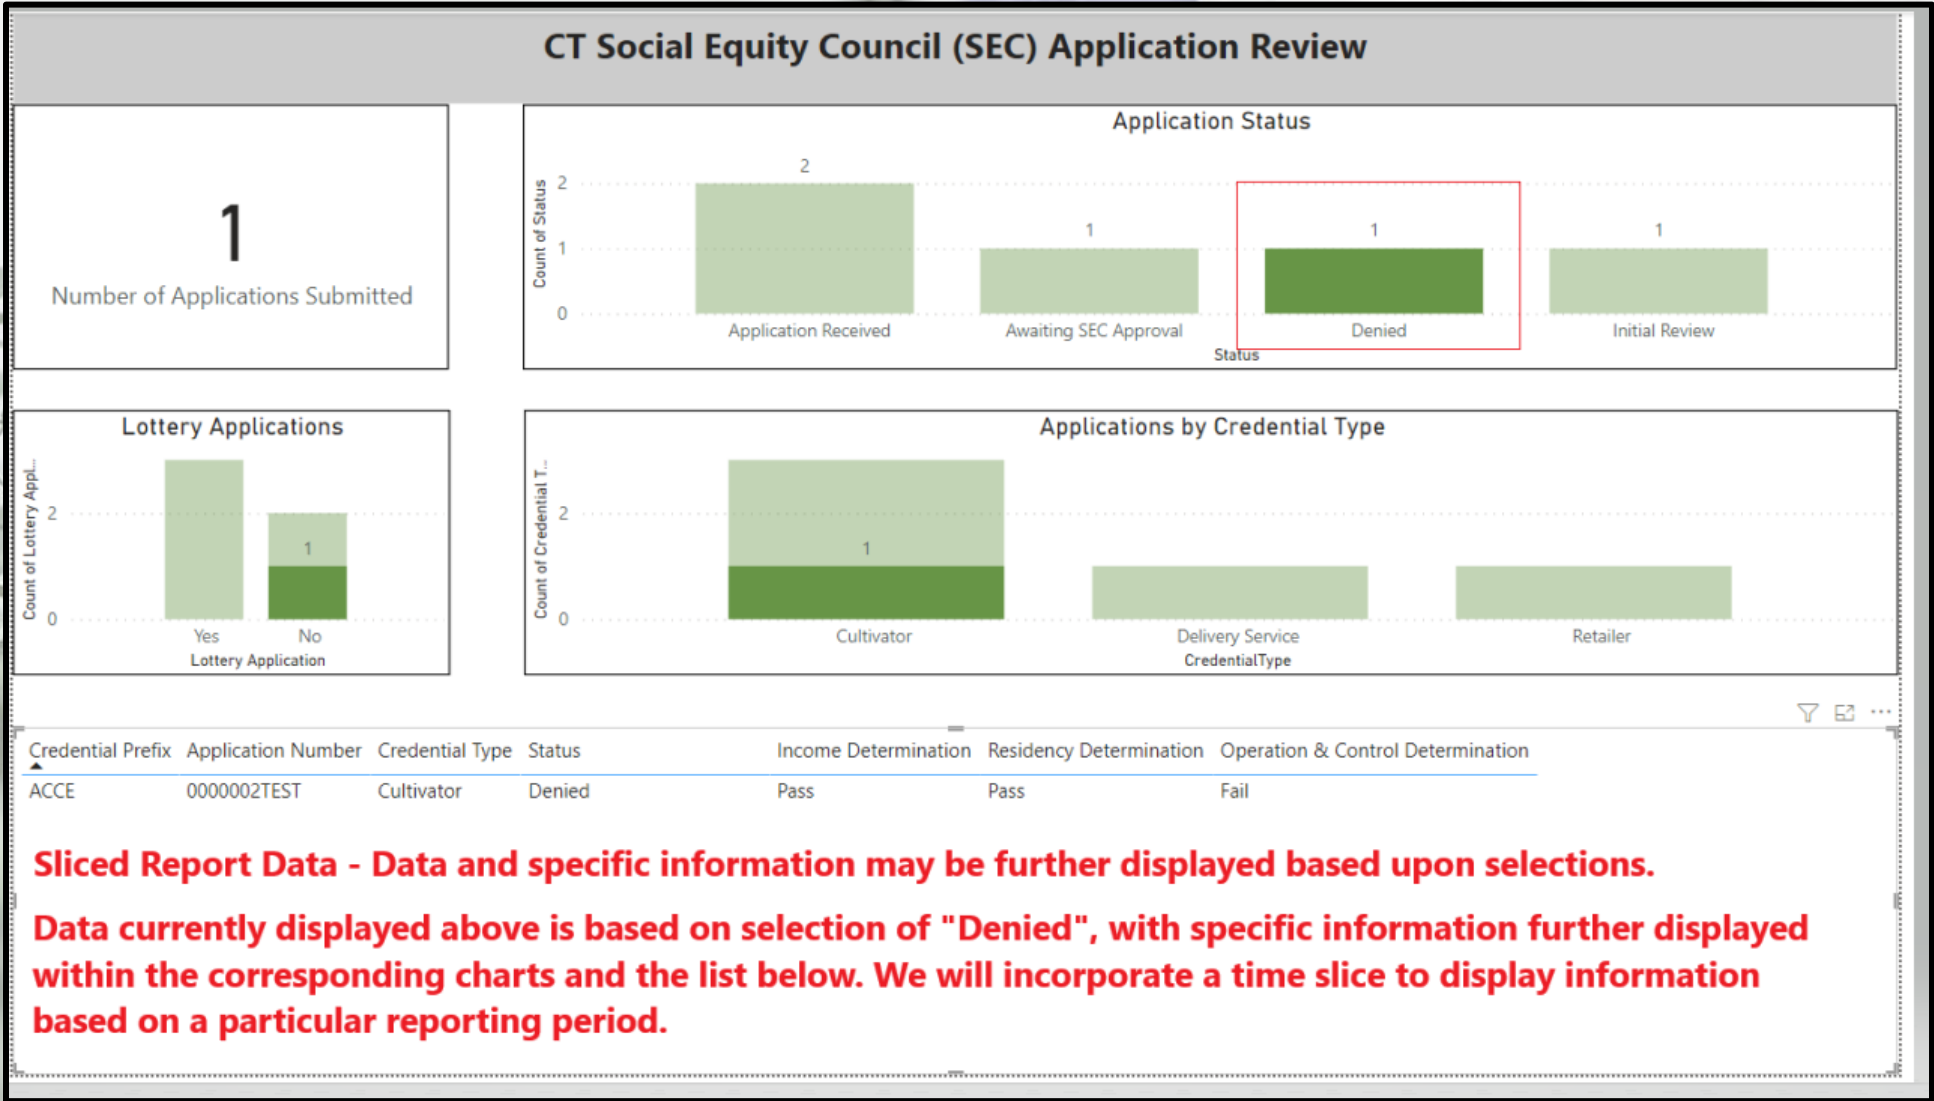 CT Social Equity Council (SEC) Application Review
1
Number of Applications Submitted
Application Status
Count of Status
2
1
0
2
1
1
1
Application Received
Awaiting SEC Approval
Denied
Initial Review
Status
Lottery Applications
Count of Lottery Appl...
2
0
1
Yes
No
Lottery Application
Applications by Credential Type
Count of Credential T...
2
0
1
Cultivator
Delivery Service
Retailer
CredentialType
Credential Prefix Application Number Credential Type Status Income Determination Residency Determination Operation & Control Determination
ACCE 0000002TEST Cultivator Denied Pass Pass Fail
Sliced Report Data - Data and specific information may be further displayed based upon selections.
Data currently displayed above is based on selection of "Denied", with specific information further displayed
within the corresponding charts and the list below. We will incorporate a time slice to display information
based on a particular reporting period.